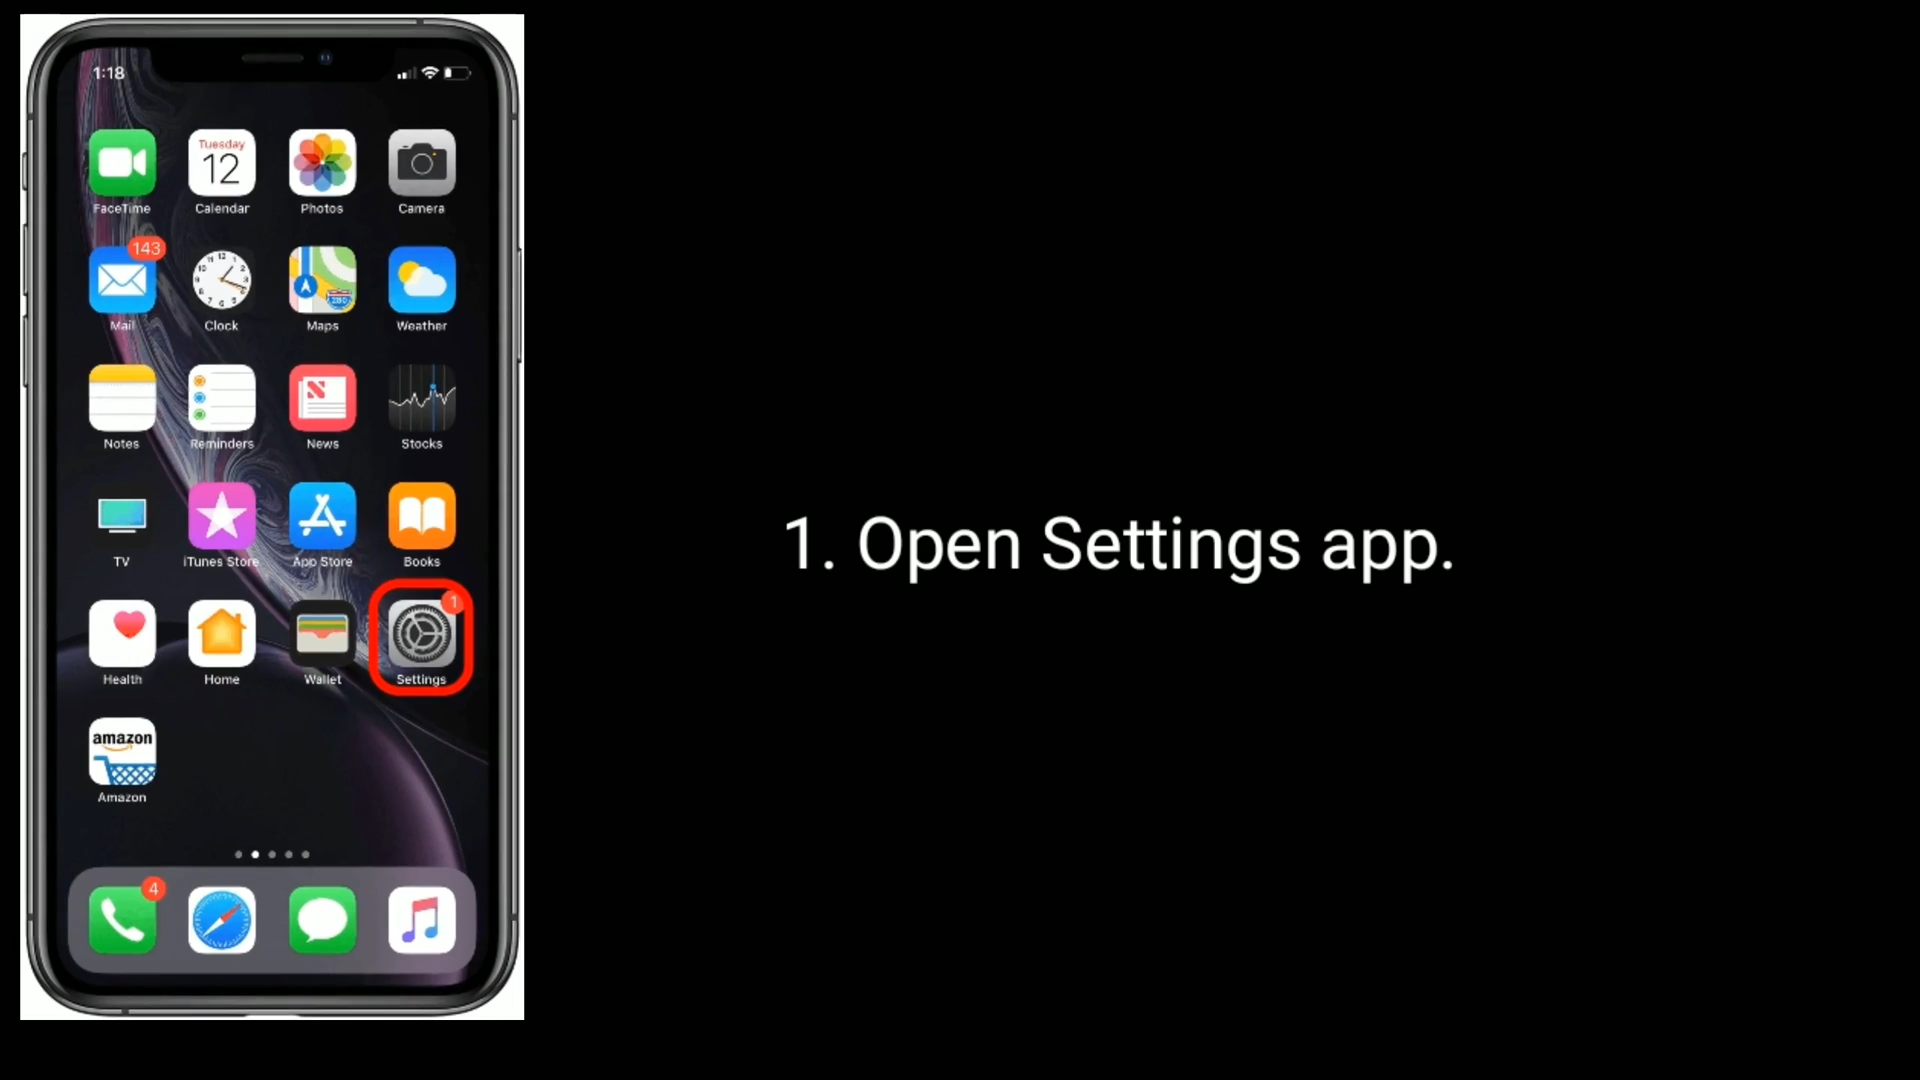 1:18
FaceTime
Tuesday
12
Calendar
Photos
Camera
143
Mail
Clock
Maps
Weather
Notes
Reminders
News
Stocks
TV
iTunes Store
App Store
Books
Health
Home
Wallet
1
Settings
amazon
Amazon
4
1. Open Settings app.